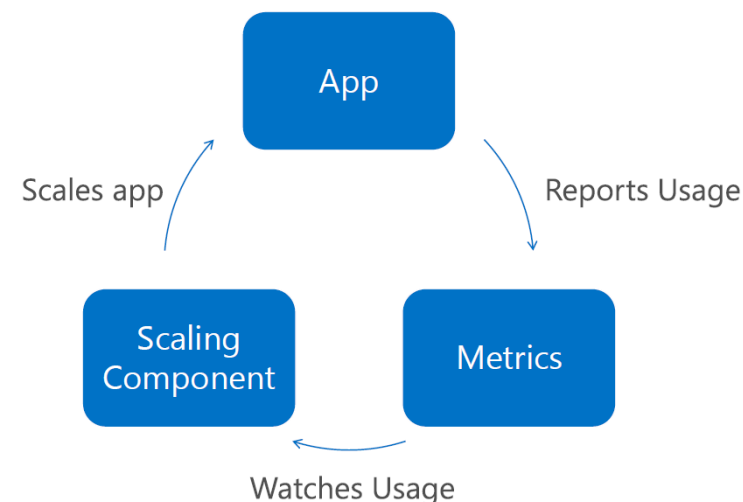 App
Scales app
Reports Usage
Scaling
Component
Metrics
Watches Usage